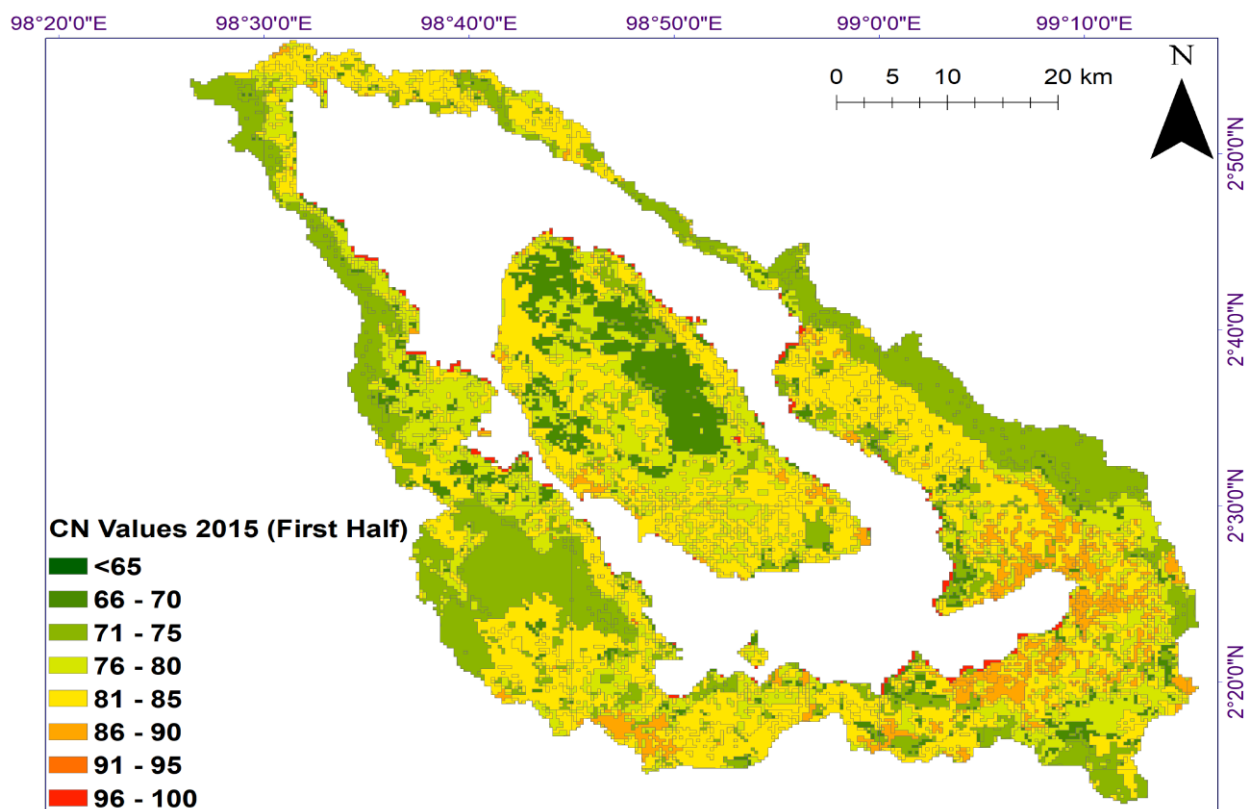 98°20'0"E 98°30'0"E 98°40'0"E 98°50'0"E 99°0'0"E 99°10'0"E
N
0 5 10 20 km
2°50'0"N
2°40'0"N
2°30'0"N
2°20'0"N
CN Values 2015 (First Half)
<65
66 - 70
71 - 75
76 - 80
81 - 85
86 - 90
91 - 95
96 - 100